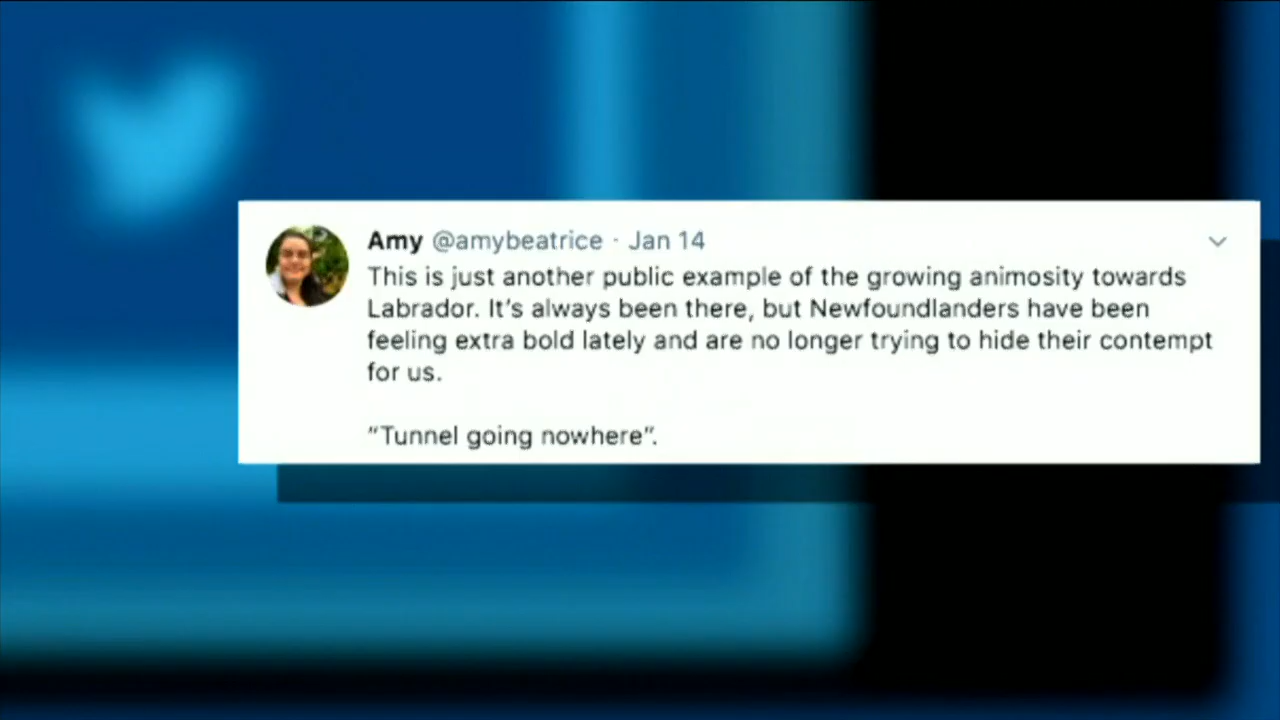 Amy @amybeatrice · Jan 14
This is just another public example of the growing animosity towards
Labrador. It’s always been there, but Newfoundlanders have been
feeling extra bold lately and are no longer trying to hide their contempt
for us.
“Tunnel going nowhere”.